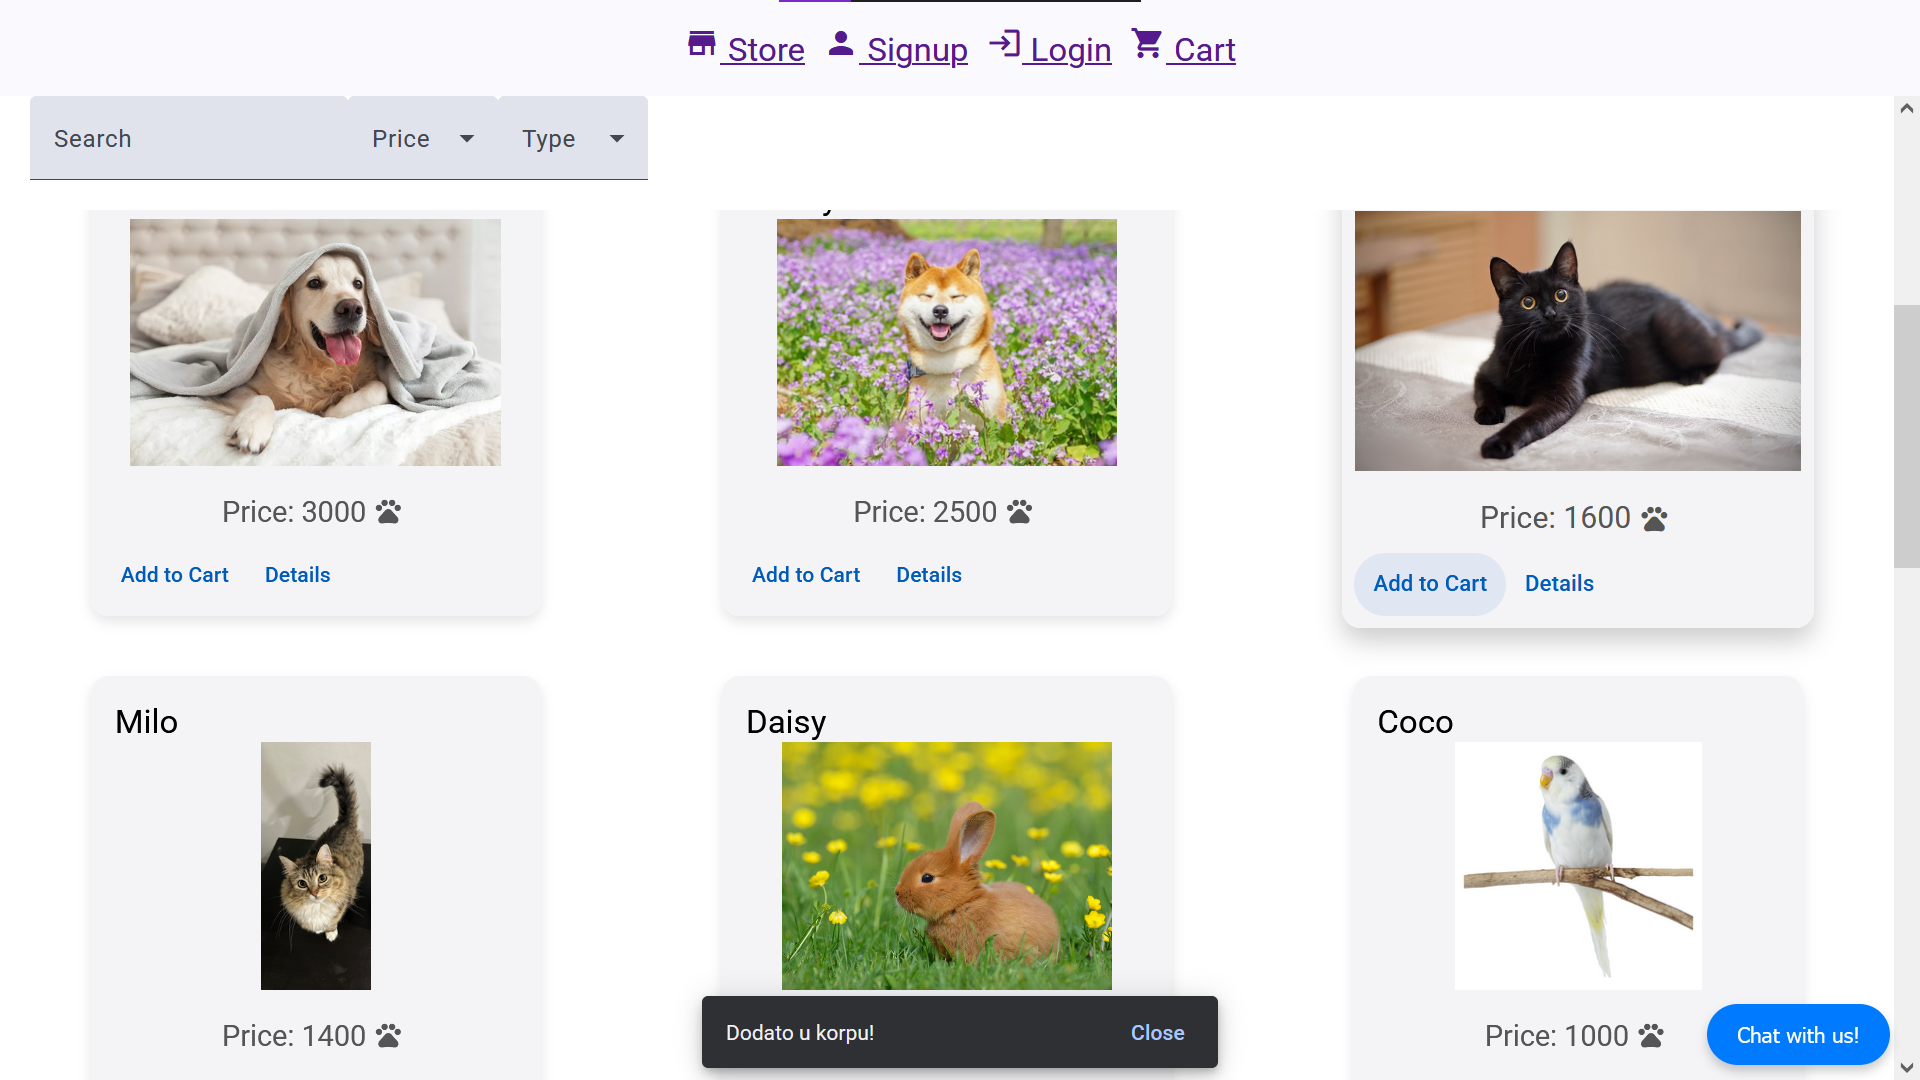 Store Signup Login Cart
Search Price Type
Price: 3000 Price: 2500 Price: 1600
Add to Cart Details Add to Cart Details Add to Cart Details
Milo Daisy Coco
Price: 1400 Price: 1000
Dodato u korpu! Close
Chat with us!